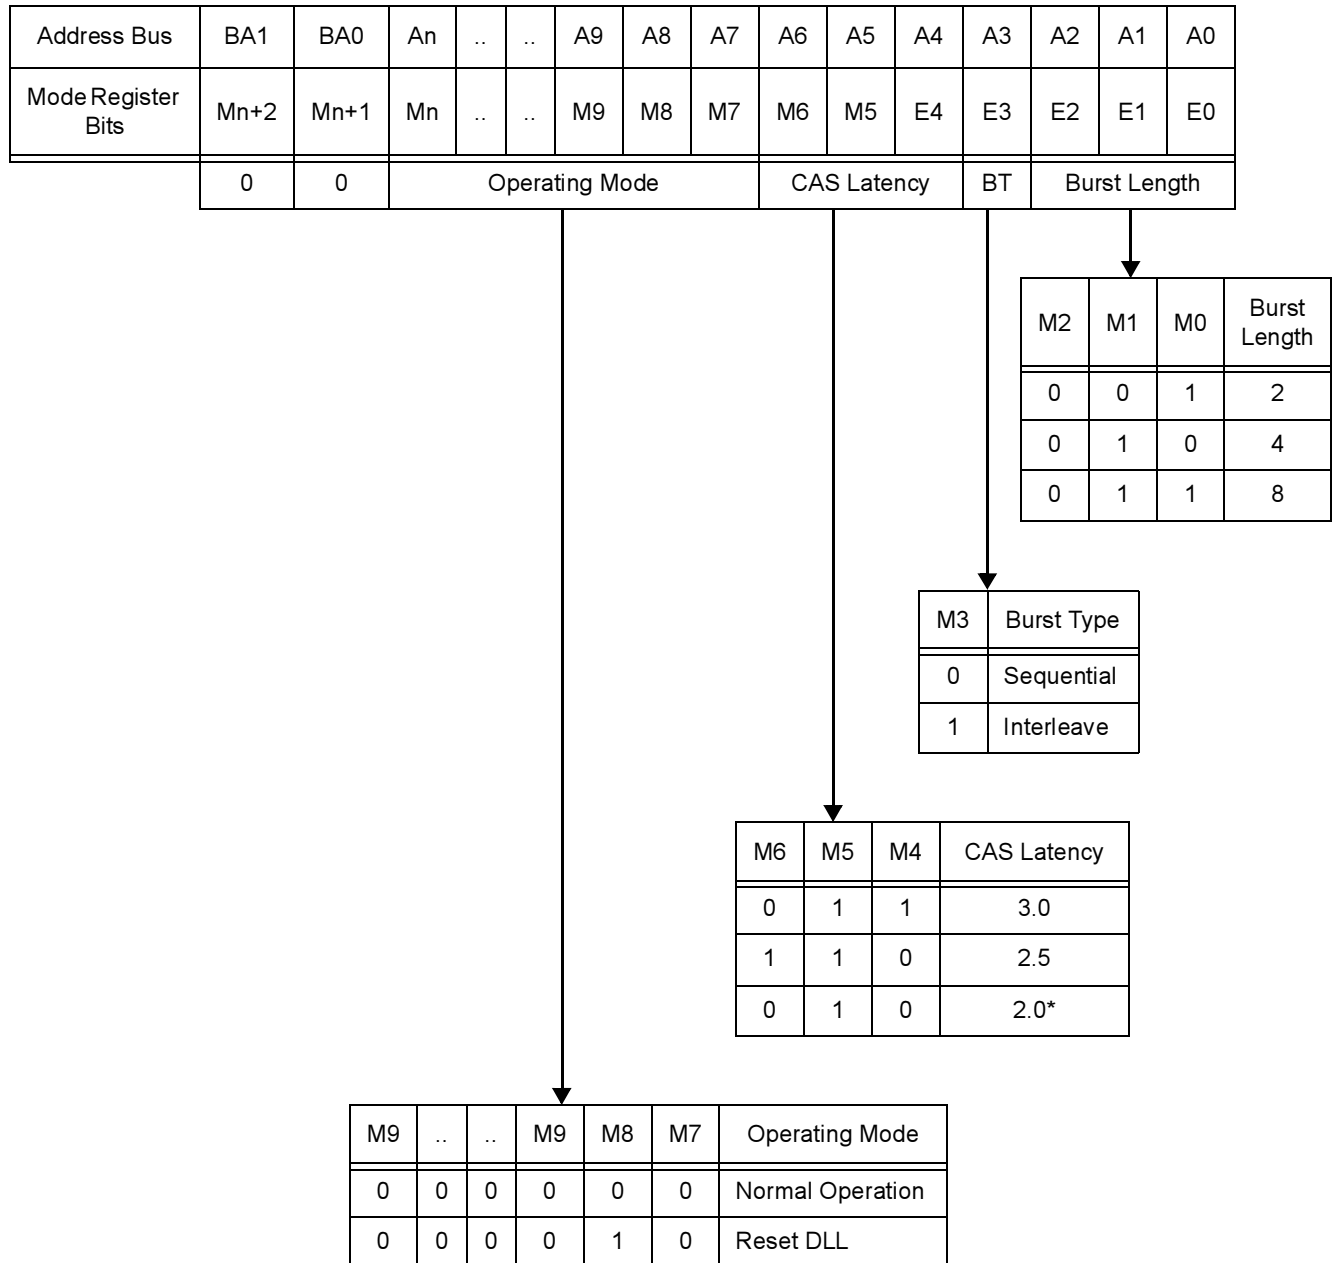 Address Bus BA1 BA0 An .. .. A9 A8 A7 A6 A5 A4 A3 A2 A1 A0
Mode Register
Bits Mn+2 Mn+1 Mn .. .. M9 M8 M7 M6 M5 E4 E3 E2 E1 E0
0 0 Operating Mode CAS Latency BT Burst Length
M2 M1 M0 Burst
Length
0 0 1 2
0 1 0 4
0 1 1 8
M3 Burst Type
0 Sequential
1 Interleave
M6 M5 M4 CAS Latency
0 1 1 3.0
1 1 0 2.5
0 1 0 2.0*
M9 .. .. M9 M8 M7 Operating Mode
0 0 0 0 0 0 Normal Operation
0 0 0 0 1 0 Reset DLL